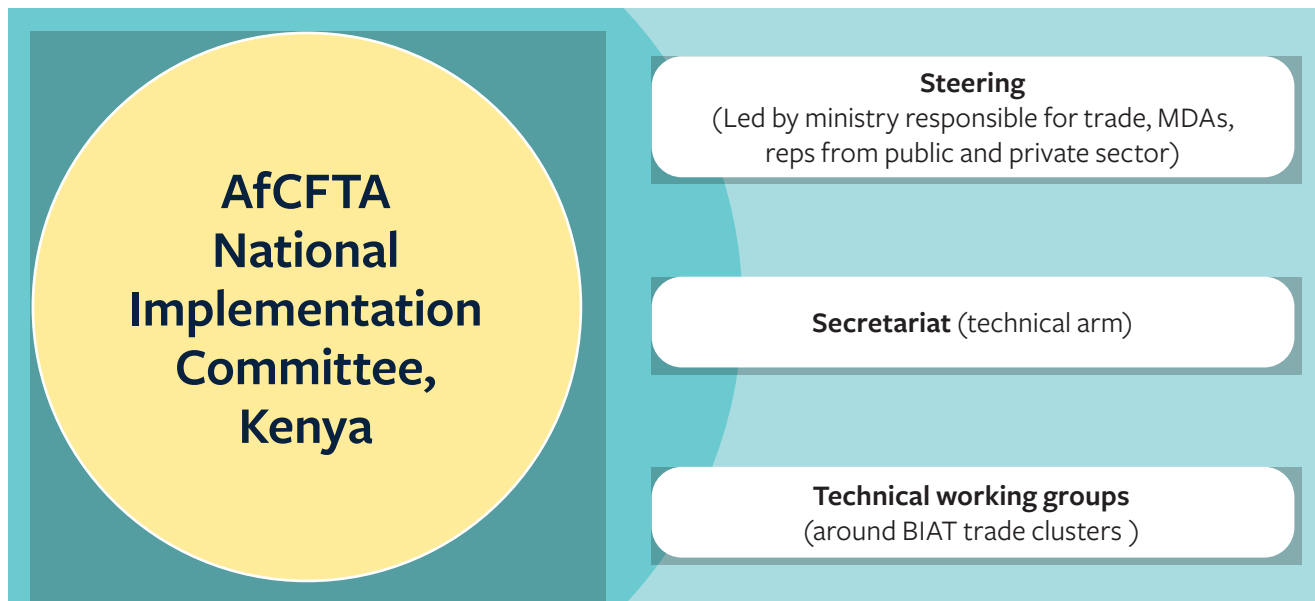 AfCFTA
National
Implementation
Committee,
Kenya
Steering
(Led by ministry responsible for trade, MDAs,
reps from public and private sector)
Secretariat (technical arm)
Technical working groups
(around BIAT trade clusters )